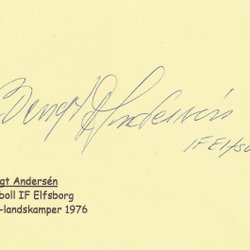 Bengt Andersén
IF Elfsb
gt Andersén
boll IF Elfsborg
-landskamper 1976